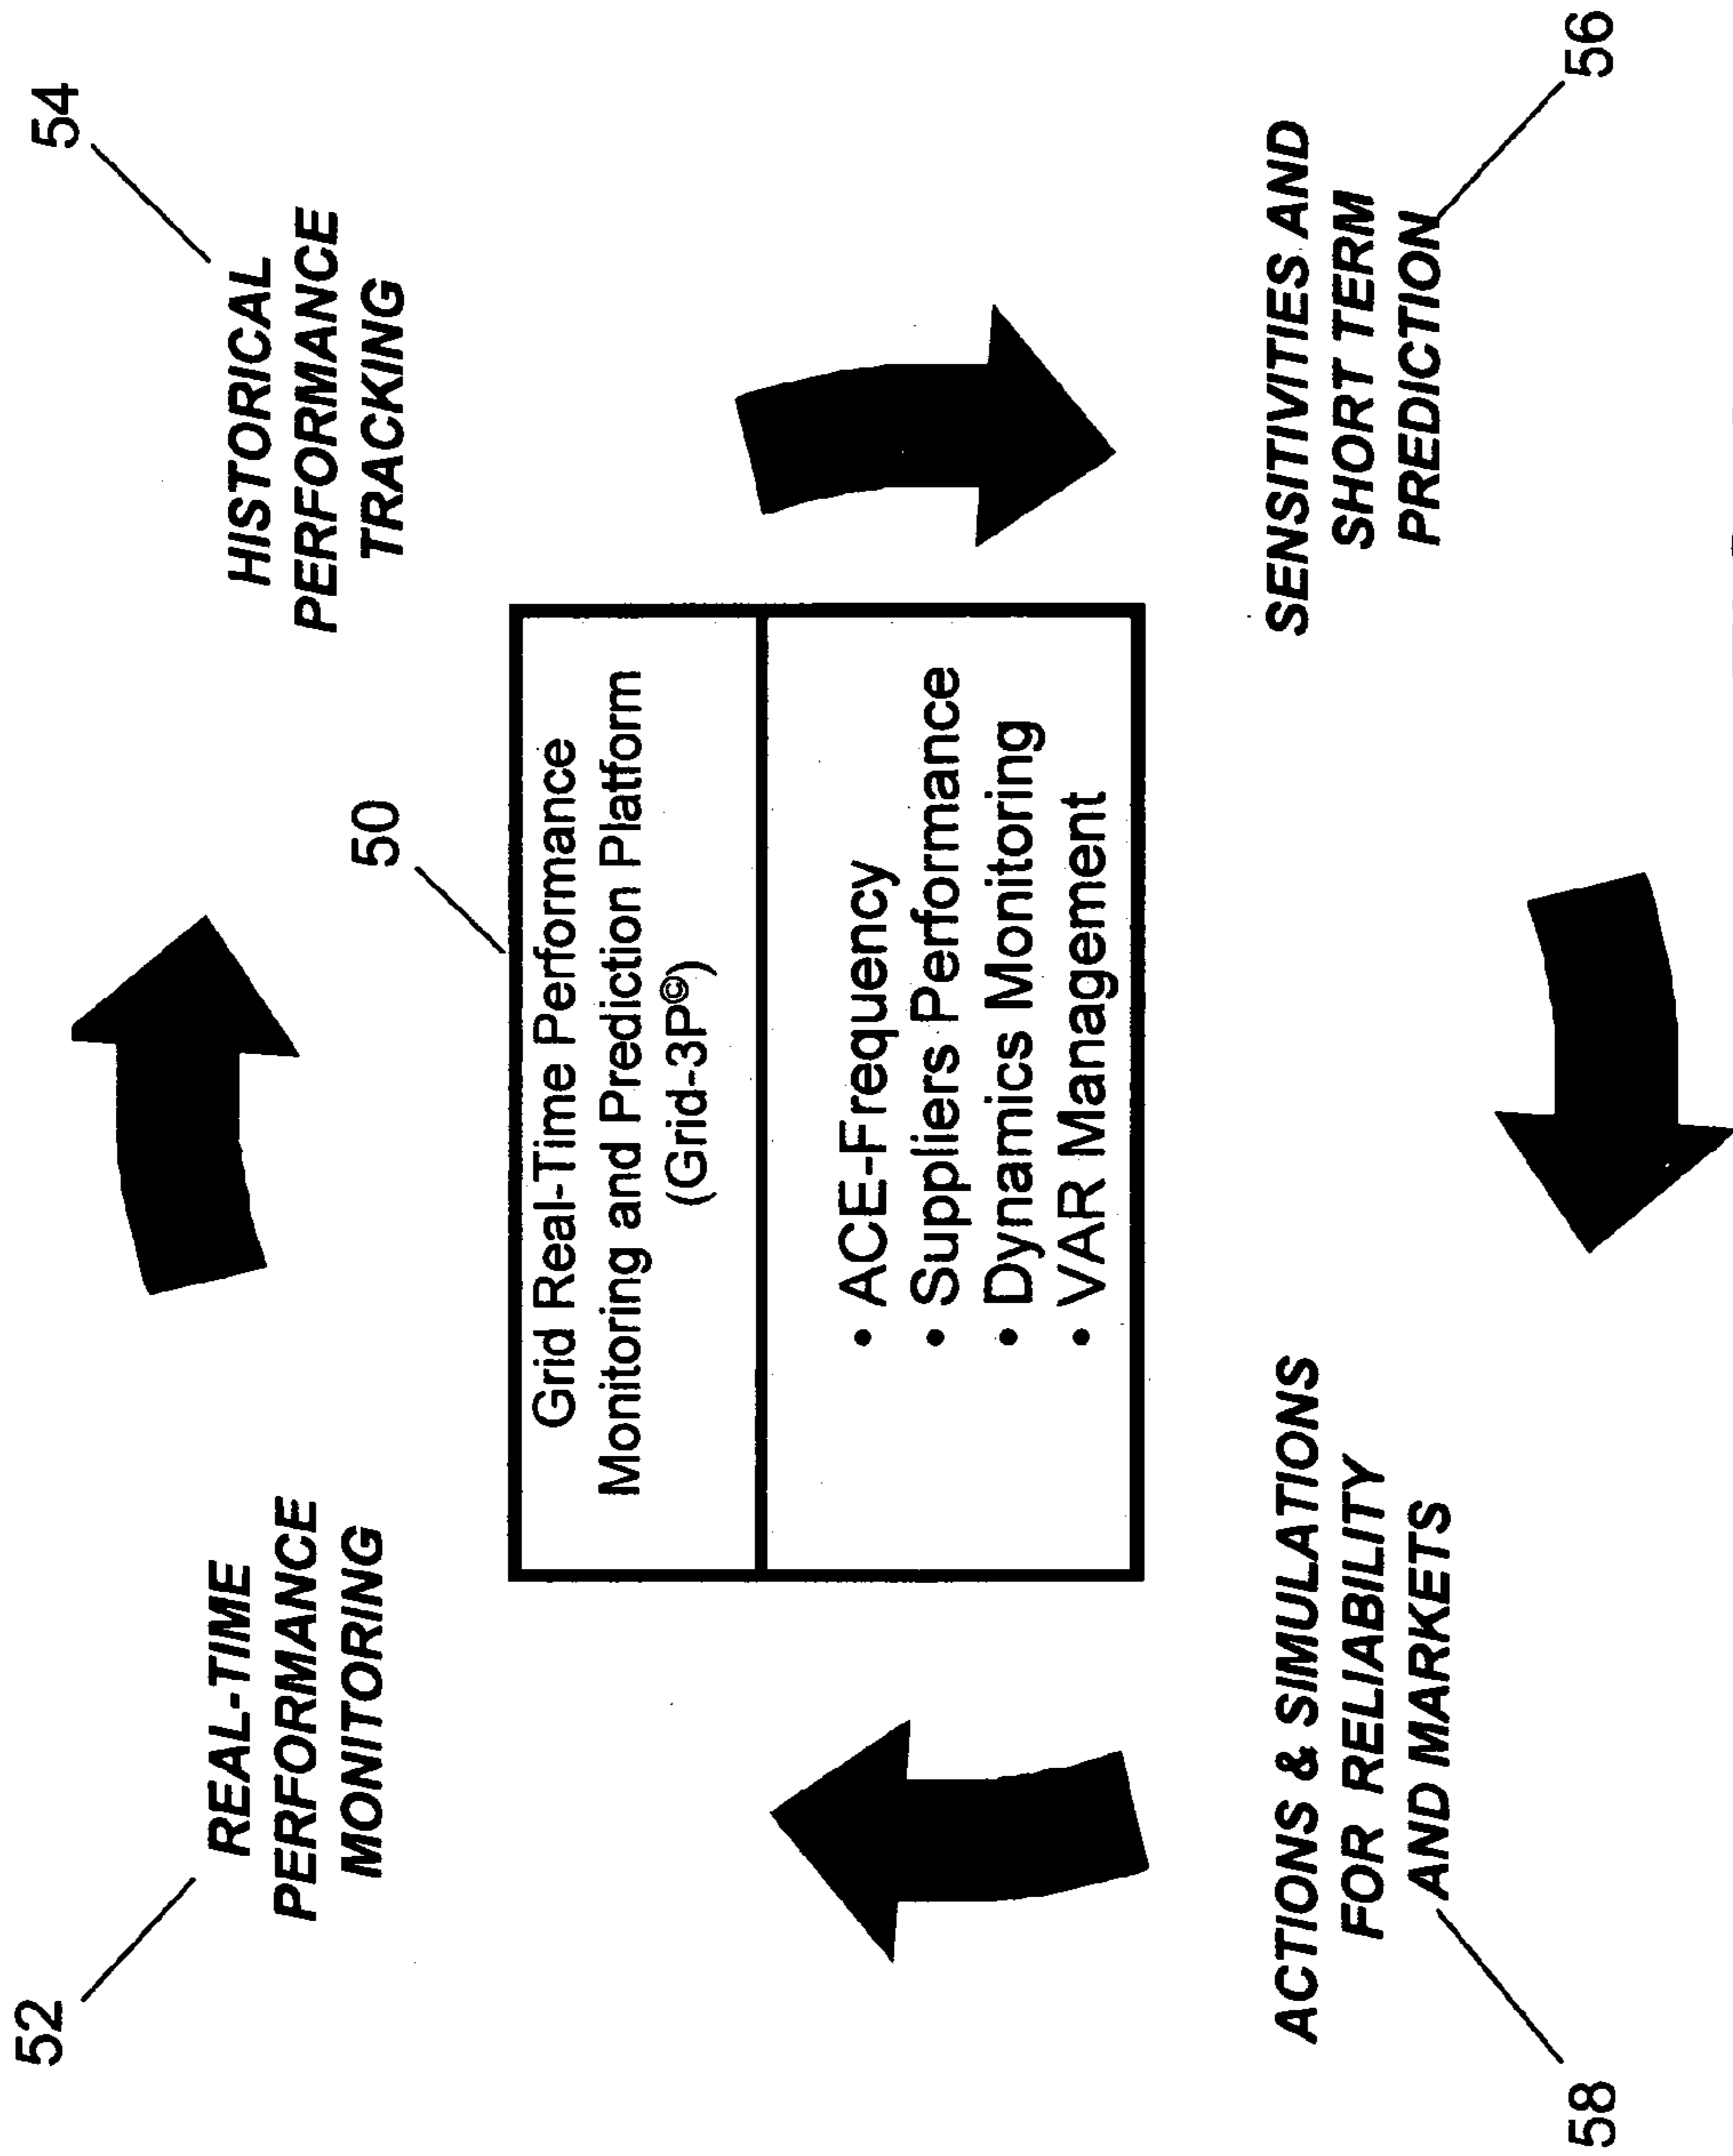 52
REAL-TIME
PERFORMANCE
MONITORING
54
HISTORICAL
PERFORMANCE
TRACKING
50
Grid Real-Time Performance
Monitoring and Prediction Platform
(Grid-3P©)
• ACE-Frequency
• Suppliers Performance
• Dynamics Monitoring
• VAR Management
ACTIONS & SIMULATIONS
FOR RELIABILITY
AND MARKETS
58
SENSITIVITIES AND
SHORT TERM
PREDICTION
56